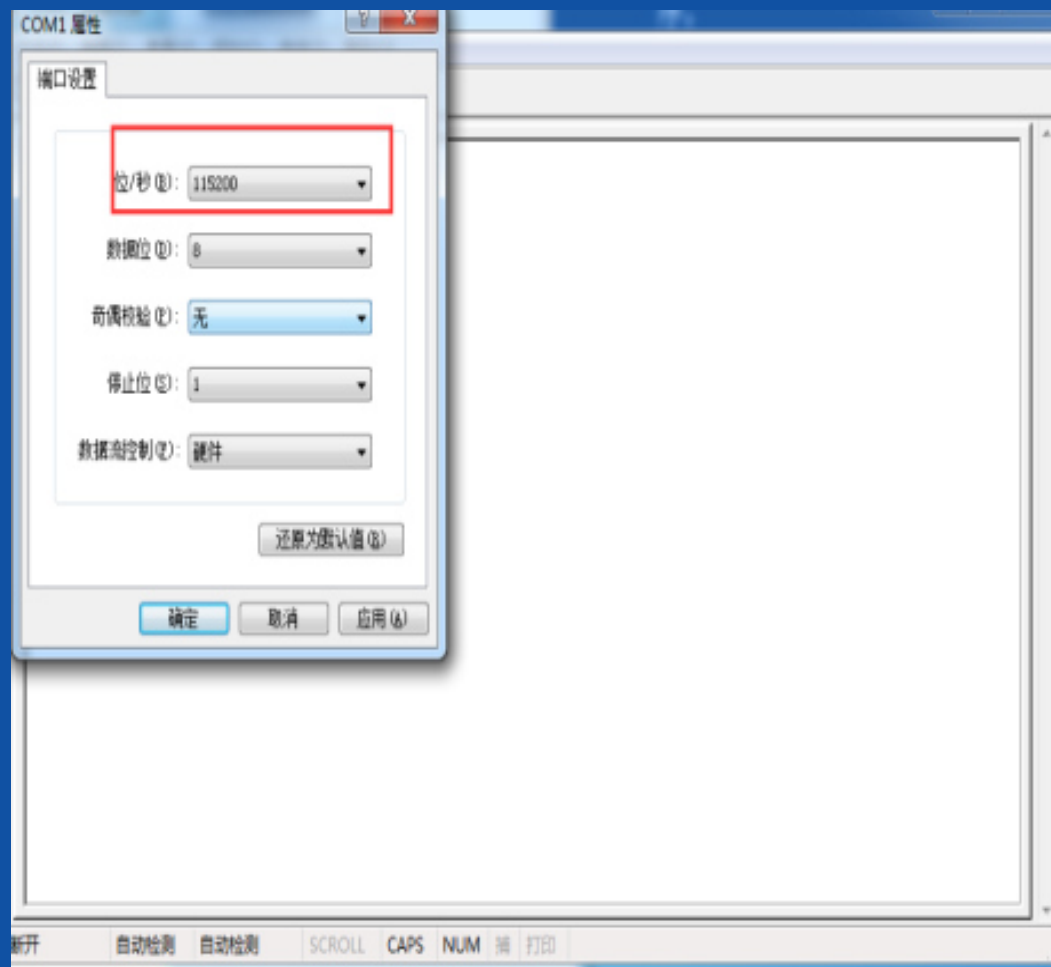 COM1 属性
端口设置
位/秒(B): 115200
数据位(D): 8
奇偶校验(P): 无
停止位(S): 1
数据流控制(F): 硬件
还原为默认值(R)
确定 取消 应用(A)
断开 自动检测 自动检测 SCROLL CAPS NUM 捕 打印